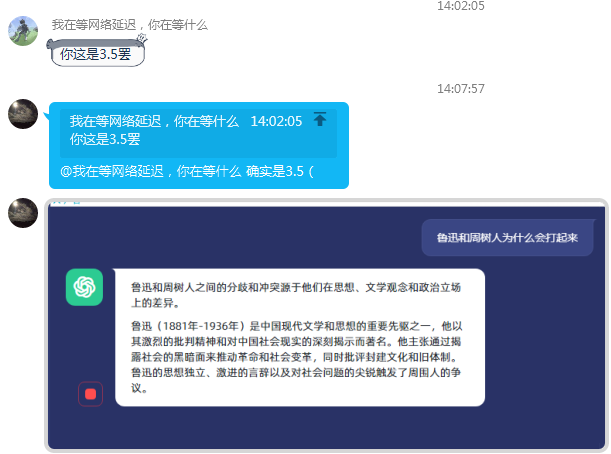 14:02:05
我在等网络延迟，你在等什么
你这是3.5罢
14:07:57
我在等网络延迟，你在等什么 14:02:05
你这是3.5罢
@我在等网络延迟，你在等什么 确实是3.5（
鲁迅和周树人为什么会打起来
鲁迅和周树人之间的分歧和冲突源于他们在思想、文学观念和政治立场
上的差异。
鲁迅（1881年-1936年）是中国现代文学和思想的重要先驱之一，他以
其激烈的批判精神和对中国社会现实的深刻揭示而著名。他主张通过揭
露社会的黑暗面来推动革命和社会变革，同时批评封建文化和旧体制。
鲁迅的思想独立、激进的言辞以及对社会问题的尖锐触发了周围人的争
议。